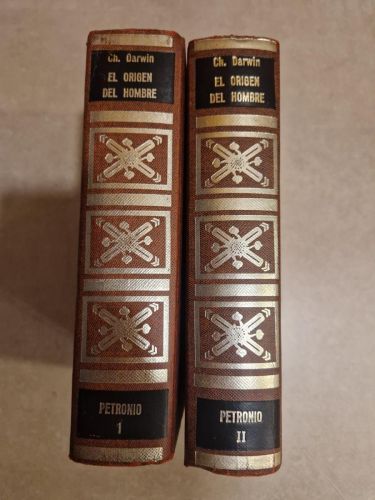 Ch. Darwin
EL ORIGEN
DEL HOMBRE
PETRONIO
1
Ch. Darwin
EL ORIGEN
DEL HOMBRE
PETRONIO
II